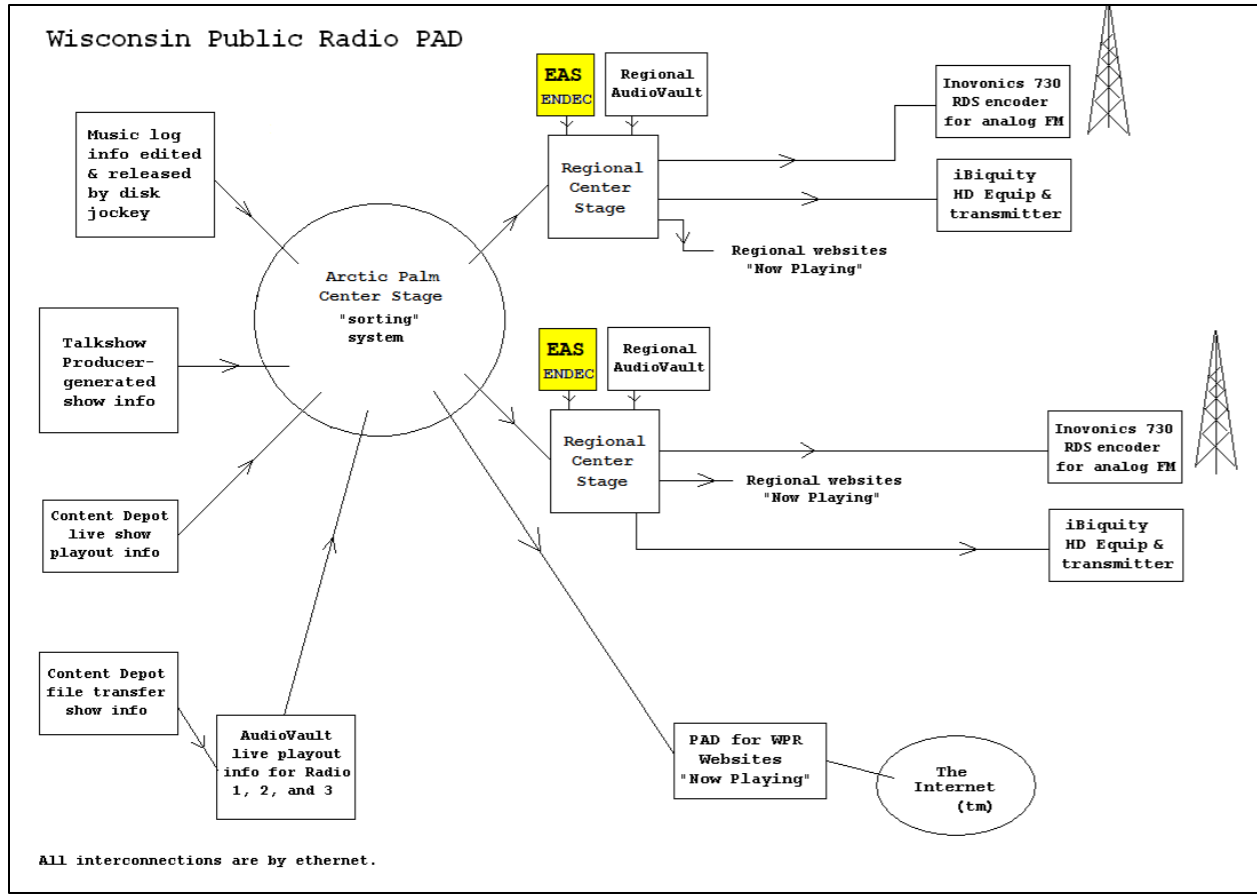 Wisconsin Public Radio PAD
EAS
ENDEC
Regional
AudioVault
Inovonics 730
RDS encoder
for analog FM
Music log
info edited
& released
by disk
jockey
Regional
Center
Stage
iBiquity
HD Equip &
transmitter
Regional websites
"Now Playing"
Arctic Palm
Center Stage
"sorting"
system
Talkshow
Producer-
generated
show info
EAS
ENDEC
Regional
AudioVault
Regional
Center
Stage
Inovonics 730
RDS encoder
for analog FM
Regional websites
"Now Playing"
Content Depot
live show
playout info
iBiquity
HD Equip &
transmitter
Content Depot
file transfer
show info
AudioVault
live playout
info for Radio
1, 2, and 3
PAD for WPR
Websites
"Now Playing"
The
Internet
(tm)
All interconnections are by ethernet.